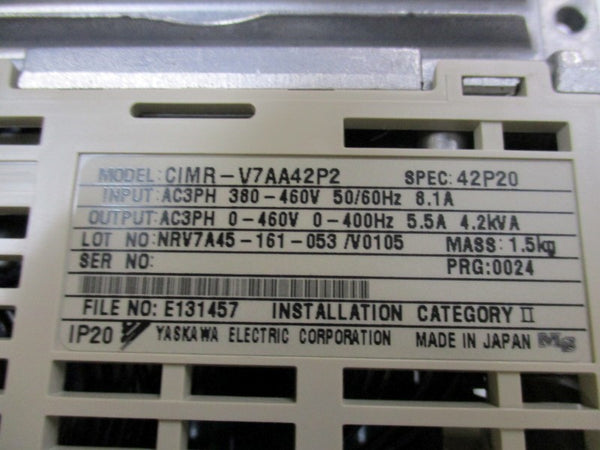 MODEL: CIMR-V7AA42P2 SPEC: 42P20
INPUT: AC3PH 380-460V 50/60Hz 8.1A
OUTPUT: AC3PH 0-460V 0-400Hz 5.5A 4.2kVA
LOT NO: NRV7A45-161-053/V0105 MASS: 1.5kg
SER NO: PRG:0024
FILE NO: E131457 INSTALLATION CATEGORY II
IP20 YASKAWA ELECTRIC CORPORATION MADE IN JAPAN Mg